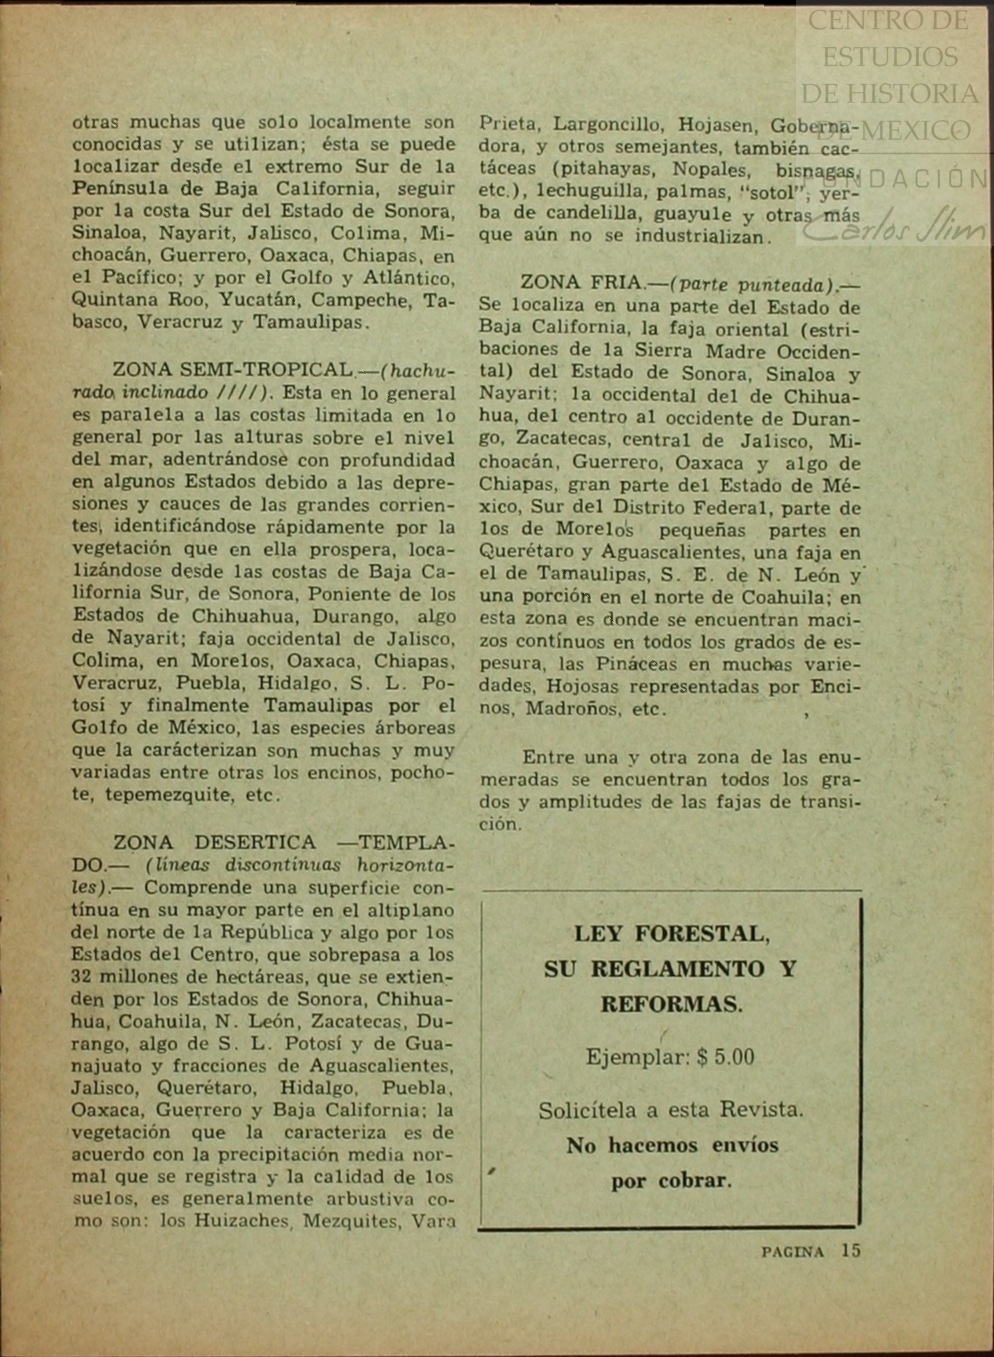 CENTRO DE
ESTUDIOS
DE HISTORIA
DE MEXICO
FUNDACIÓN
Carlos Slim
otras muchas que solo localmente son
conocidas y se utilizan; ésta se puede
localizar desde el extremo Sur de la
Península de Baja California, seguir
por la costa Sur del Estado de Sonora,
Sinaloa, Nayarit, Jalisco, Colima, Mi-
choacán, Guerrero, Oaxaca, Chiapas, en
el Pacífico; y por el Golfo y Atlántico,
Quintana Roo, Yucatán, Campeche, Ta-
basco, Veracruz y Tamaulipas.
ZONA SEMI-TROPICAL.—(hachu-
rado inclinado ////). Esta en lo general
es paralela a las costas limitada en lo
general por las alturas sobre el nivel
del mar, adentrándose con profundidad
en algunos Estados debido a las depre-
siones y cauces de las grandes corrien-
tes, identificándose rápidamente por la
vegetación que en ella prospera, loca-
lizándose desde las costas de Baja Ca-
lifornia Sur, de Sonora, Poniente de los
Estados de Chihuahua, Durango, algo
de Nayarit; faja occidental de Jalisco,
Colima, en Morelos, Oaxaca, Chiapas,
Veracruz, Puebla, Hidalgo, S. L. Po-
tosí y finalmente Tamaulipas por el
Golfo de México, las especies árboreas
que la carácterizan son muchas y muy
variadas entre otras los encinos, pocho-
te, tepemezquite, etc.
ZONA DESERTICA —TEMPLA-
DO.— (líneas discontínuas horizonta-
les).— Comprende una superficie con-
tínua en su mayor parte en el altiplano
del norte de la República y algo por los
Estados del Centro, que sobrepasa a los
32 millones de hectáreas, que se extien-
den por los Estados de Sonora, Chihua-
hua, Coahuila, N. León, Zacatecas, Du-
rango, algo de S. L. Potosí y de Gua-
najuato y fracciones de Aguascalientes,
Jalisco, Querétaro, Hidalgo, Puebla,
Oaxaca, Guerrero y Baja California; la
vegetación que la caracteriza es de
acuerdo con la precipitación media nor-
mal que se registra y la calidad de los
suelos, es generalmente arbustiva co-
mo son: los Huizaches, Mezquites, Vara
Prieta, Largoncillo, Hojasen, Goberna-
dora, y otros semejantes, también cac-
táceas (pitahayas, Nopales, bisnagas,
etc.), lechuguilla, palmas, "sotol", yer-
ba de candelilla, guayule y otras más
que aún no se industrializan.
ZONA FRIA.—(parte punteada).—
Se localiza en una parte del Estado de
Baja California, la faja oriental (estri-
baciones de la Sierra Madre Occiden-
tal) del Estado de Sonora, Sinaloa y
Nayarit; la occidental del de Chihua-
hua, del centro al occidente de Duran-
go, Zacatecas, central de Jalisco, Mi-
choacán, Guerrero, Oaxaca y algo de
Chiapas, gran parte del Estado de Mé-
xico, Sur del Distrito Federal, parte de
los de Morelos pequeñas partes en
Querétaro y Aguascalientes, una faja en
el de Tamaulipas, S. E. de N. León y
una porción en el norte de Coahuila; en
esta zona es donde se encuentran maci-
zos contínuos en todos los grados de es-
pesura, las Pináceas en muchas varie-
dades, Hojosas representadas por Enci-
nos, Madroños, etc.
Entre una y otra zona de las enu-
meradas se encuentran todos los gra-
dos y amplitudes de las fajas de transi-
ción.
LEY FORESTAL,
SU REGLAMENTO Y
REFORMAS.
Ejemplar: $ 5.00
Solicítela a esta Revista.
No hacemos envíos
por cobrar.
PAGINA 15